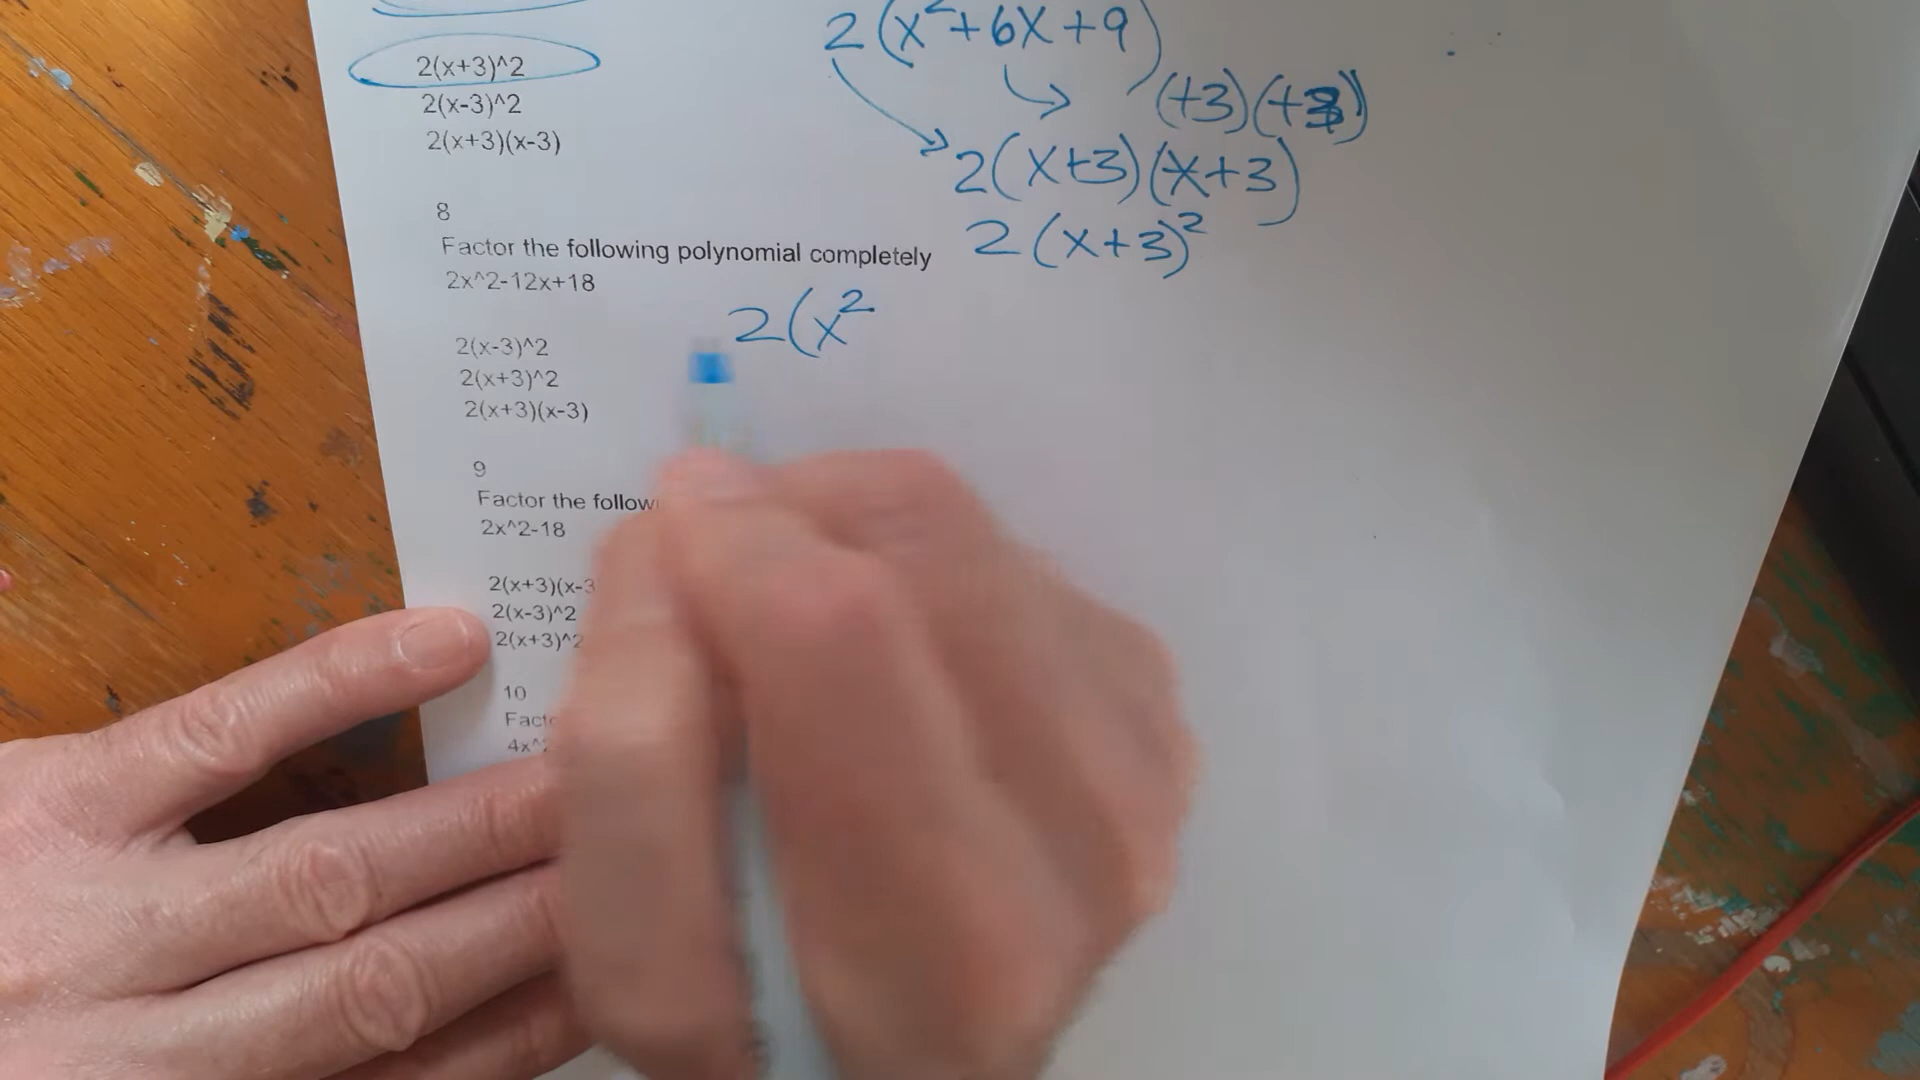 2(x+3)^2
2(x-3)^2
2(x+3)(x-3)
2(x²+6x+9)
(+3)(+3)
2(x+3)(x+3)
2(x+3)²
8
Factor the following polynomial completely
2x^2-12x+18
2(x²
2(x-3)^2
2(x+3)^2
2(x+3)(x-3)
9
Factor the
2x^2-18
2(x+3)(x-3
2(x-3)^2
2(x+3)^2
10
4x^2